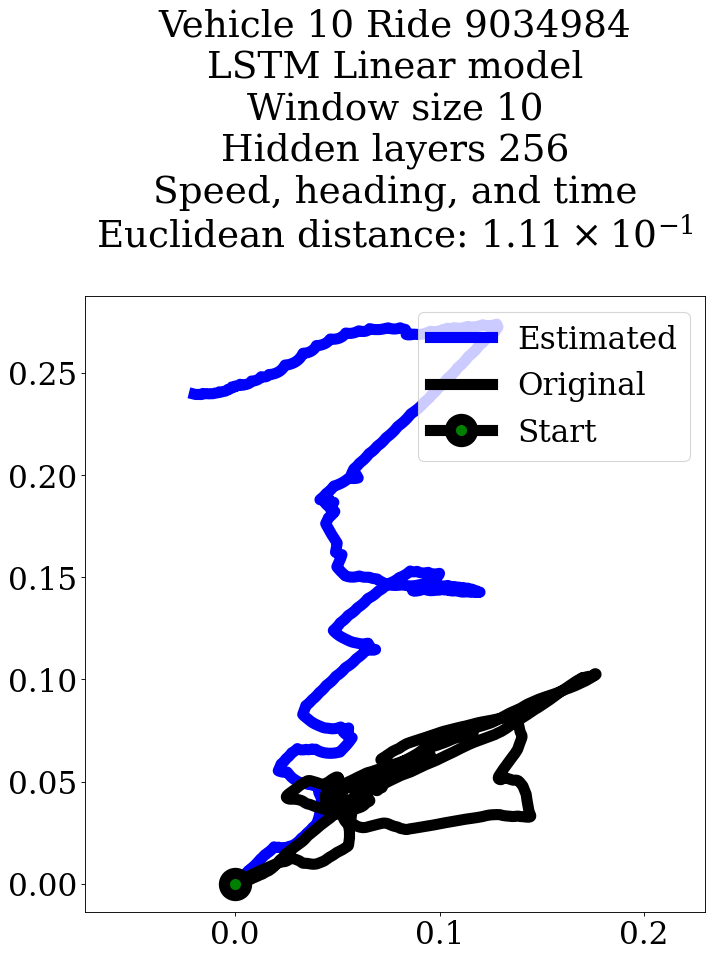 Vehicle 10 Ride 9034984
LSTM Linear model
Window size 10
Hidden layers 256
Speed, heading, and time
Euclidean distance: 1.11 × 10⁻¹
Estimated
Original
Start
0.25
0.20
0.15
0.10
0.05
0.00
0.0 0.1 0.2